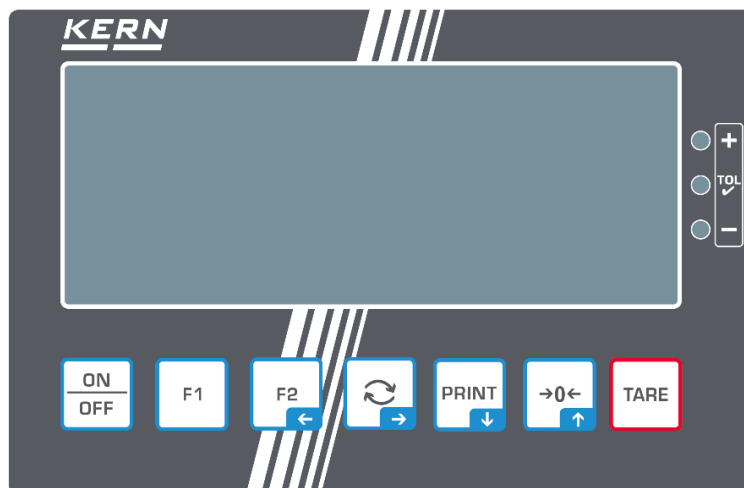 KERN
+
TOL
-
ON
OFF
F1
F2
PRINT
→0←
TARE